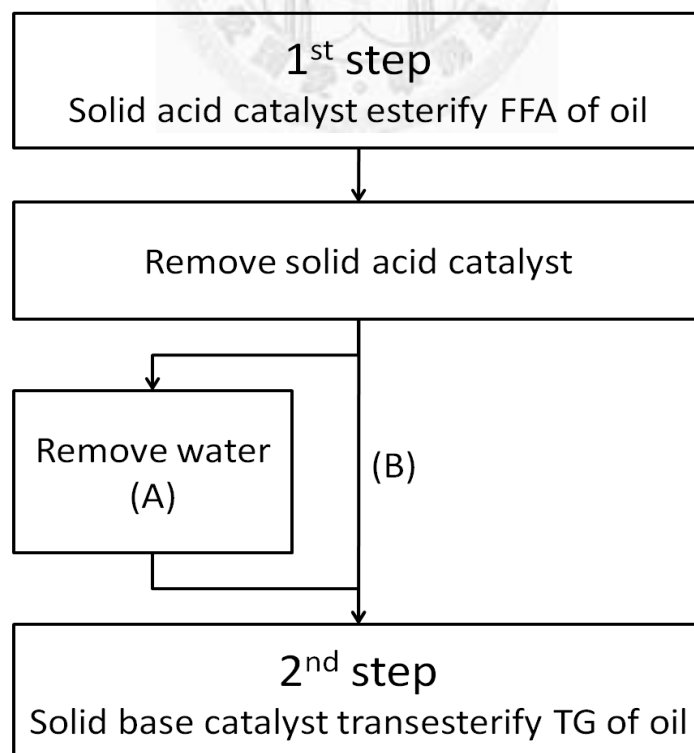 1st step
Solid acid catalyst esterify FFA of oil
Remove solid acid catalyst
Remove water
(A)
(B)
2nd step
Solid base catalyst transesterify TG of oil